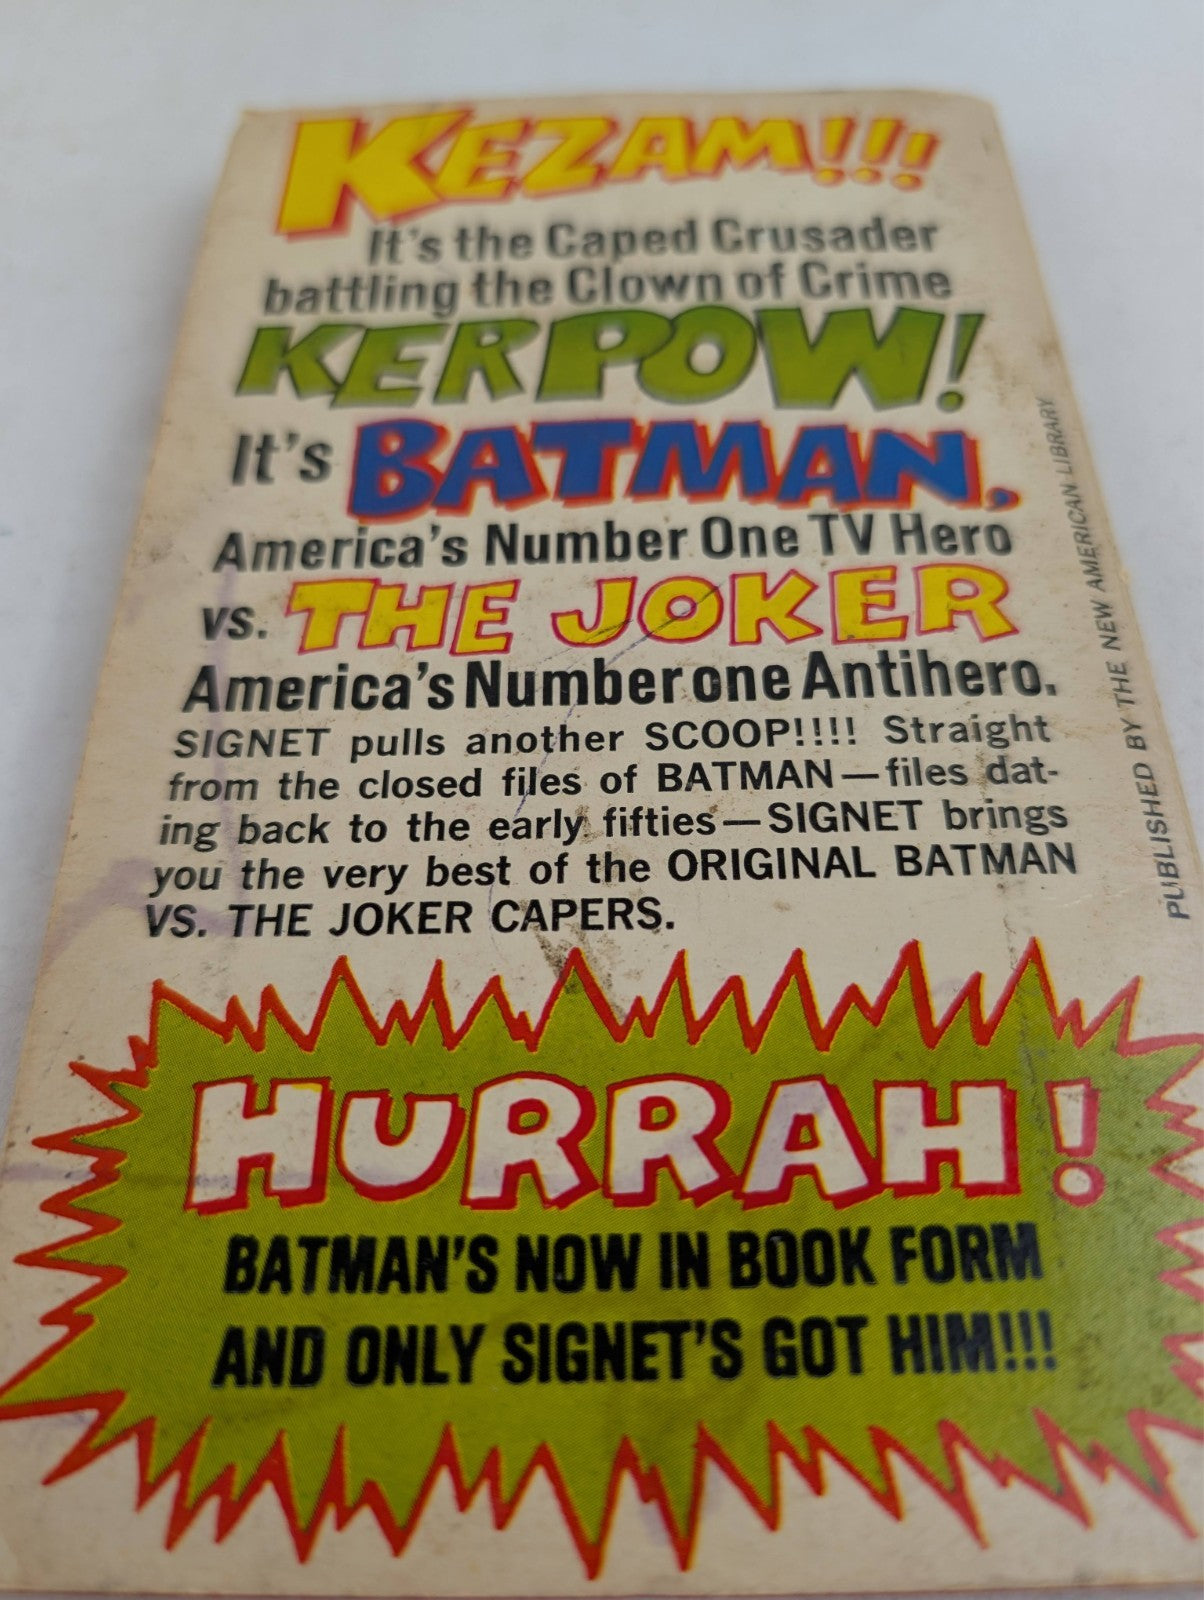 KEZAM!!!
It's the Caped Crusader
battling the Clown of Crime
KERPOW!
It's BATMAN,
America's Number One TV Hero
vs. THE JOKER
America's Number one Antihero.
SIGNET pulls another SCOOP!!!! Straight
from the closed files of BATMAN—files dat-
ing back to the early fifties—SIGNET brings
you the very best of the ORIGINAL BATMAN
VS. THE JOKER CAPERS.
PUBLISHED BY THE NEW AMERICAN LIBRARY
HURRAH!
BATMAN'S NOW IN BOOK FORM
AND ONLY SIGNET'S GOT HIM!!!